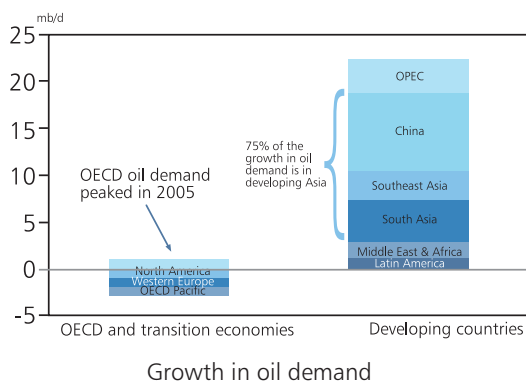 mb/d
25
20
15
10
5
0
-5
OECD oil demand
peaked in 2005
North America
Western Europe
OECD Pacific
75% of the
growth in oil
demand is in
developing Asia
OPEC
China
Southeast Asia
South Asia
Middle East & Africa
Latin America
OECD and transition economies
Developing countries
Growth in oil demand